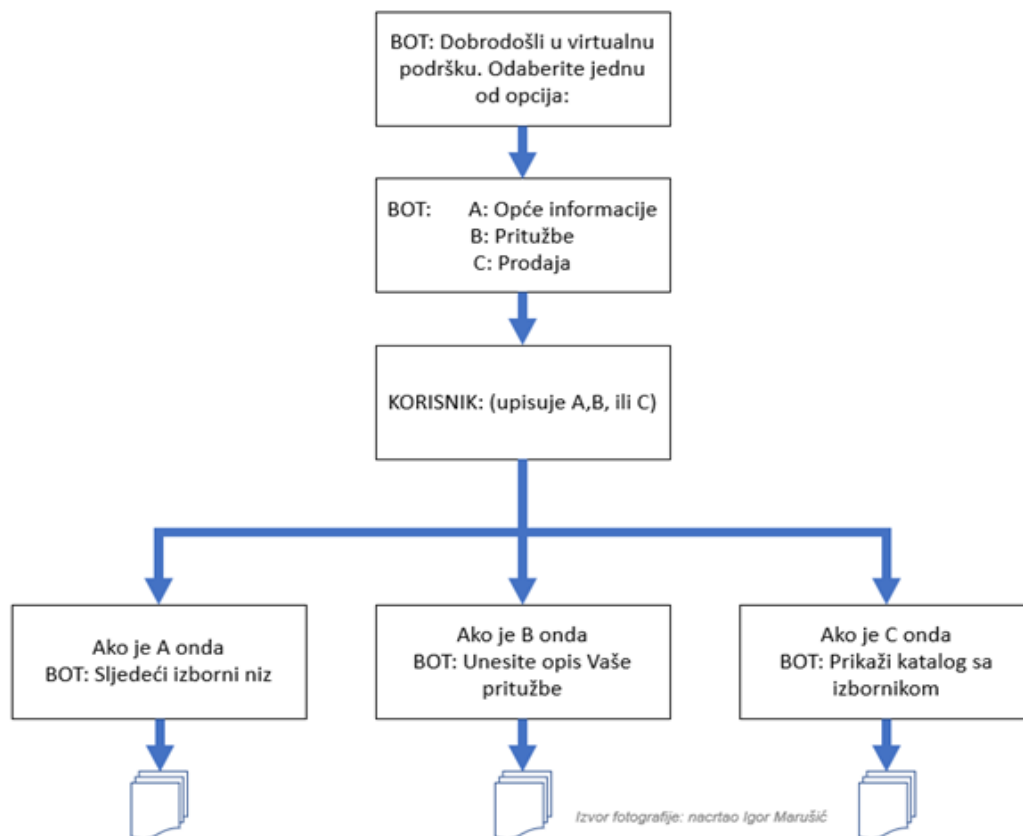 BOT: Dobrodošli u virtualnu
podršku. Odaberite jednu
od opcija:
BOT: A: Opće informacije
B: Pritužbe
C: Prodaja
KORISNIK: (upisuje A,B, ili C)
Ako je A onda
BOT: Sljedeći izborni niz
Ako je B onda
BOT: Unesite opis Vaše
pritužbe
Ako je C onda
BOT: Prikaži katalog sa
izbornikom
Izvor fotografije: nacrtao Igor Marušić